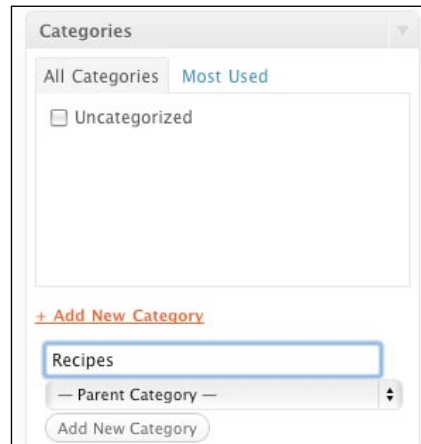 Categories
All Categories Most Used
Uncategorized
+ Add New Category
Recipes
— Parent Category —
Add New Category